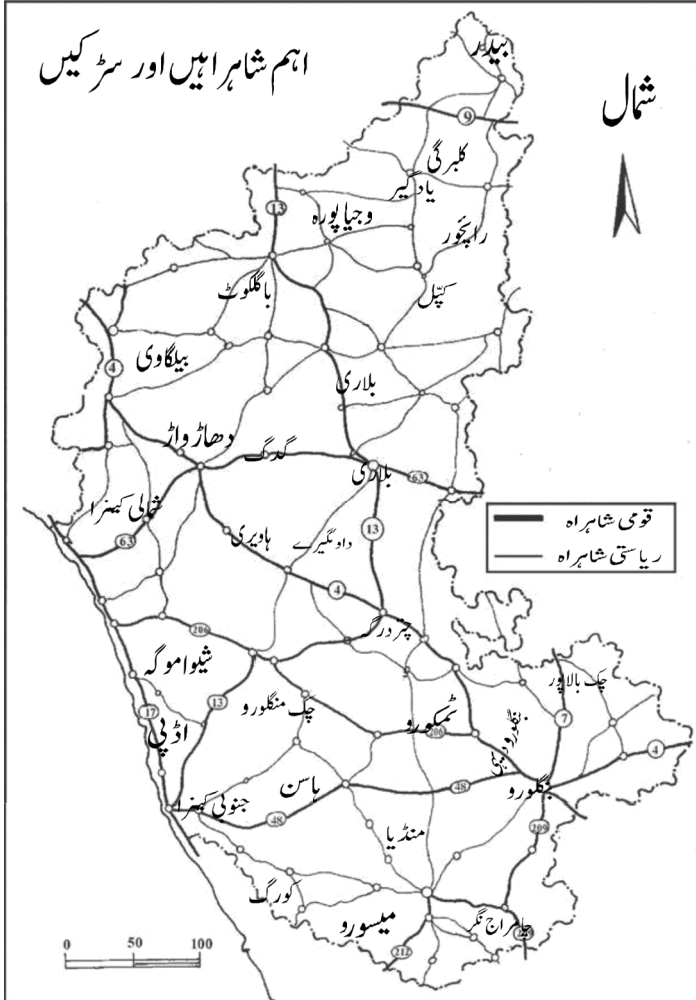 اہم شاہراہیں اور سڑکیں
شمال
بیدر
9
کلبرگی
یادگیر
13
وجیاپورہ
رائچور
باگلکوٹ
کپّل
4
بیلگاوی
بلاری
دھاڑواڑ
گدگ
بلاری
63
شمالی کینرا
63
ہاویری
داونگیرے
13
قومی شاہراہ
ریاستی شاہراہ
4
206
چتردرگہ
شیواموگہ
چک بالاپور
17
13
چک منگلورو
ٹمکورو
206
بنگلورو دیہی
7
اڈپی
4
ہاسن
48
بنگلورو
جنوبی کینرا
48
منڈیا
209
کورگ
میسورو
چامراج نگر
212
0
50
100